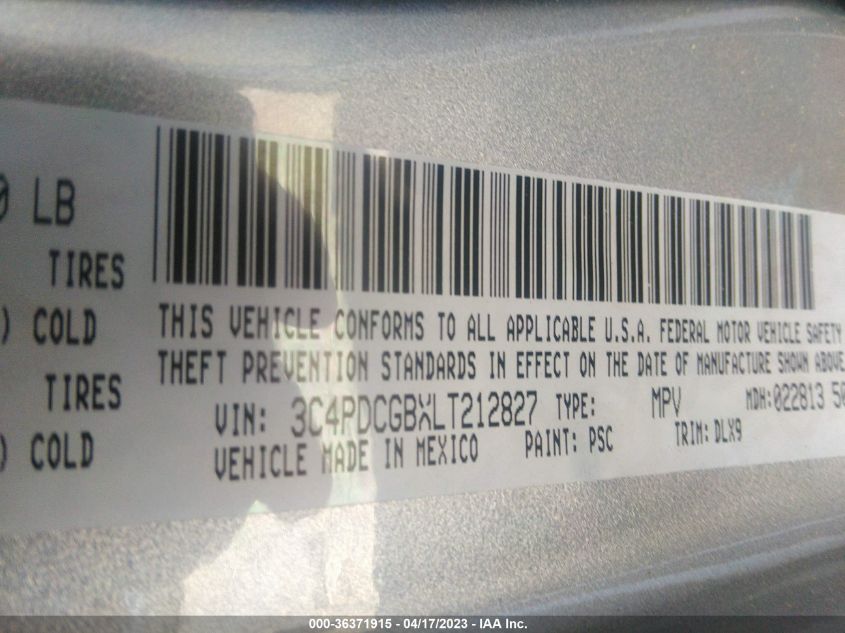 0 LB
TIRES
) COLD
TIRES
) COLD
THIS VEHICLE CONFORMS TO ALL APPLICABLE U.S.A. FEDERAL MOTOR VEHICLE SAFETY
THEFT PREVENTION STANDARDS IN EFFECT ON THE DATE OF MANUFACTURE SHOWN ABOVE
VIN: 3C4PDCGBXLT212827 TYPE: MPV MDH:022813 50
VEHICLE MADE IN MEXICO PAINT: PSC TRIM: DLX9
000-36371915 - 04/17/2023 - IAA Inc.